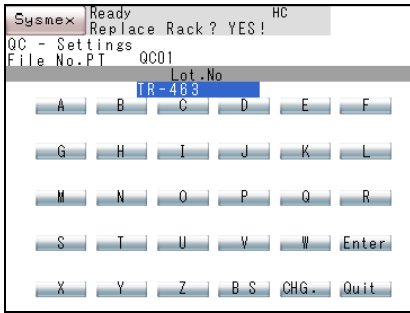 Sysmex Ready HC
Replace Rack? YES!
QC - Settings
File No.PT QC01
Lot.No
TR-463
A B C D E F
G H I J K L
M N O P Q R
S T U V W Enter
X Y Z BS CHG. Quit